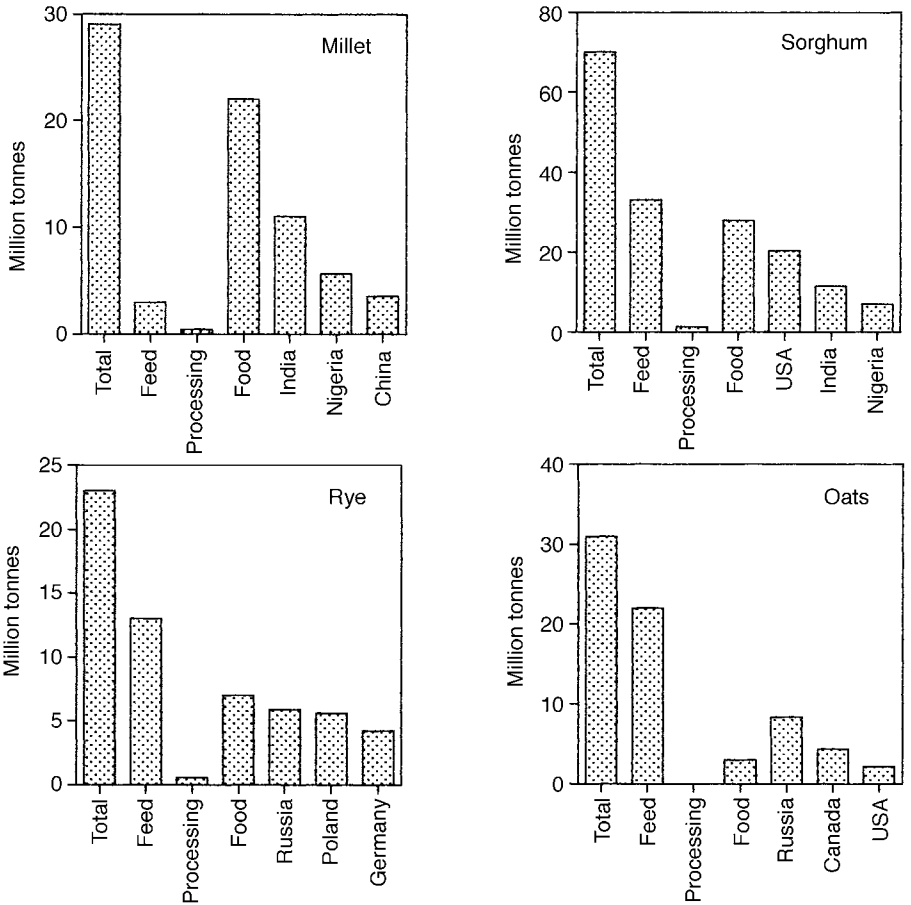 Millet
Million tonnes
30
20
10
0
Total
Feed
Processing
Food
India
Nigeria
China
Sorghum
Million tonnes
80
60
40
20
0
Total
Feed
Processing
Food
USA
India
Nigeria
Rye
Million tonnes
25
20
15
10
5
0
Total
Feed
Processing
Food
Russia
Poland
Germany
Oats
Million tonnes
40
30
20
10
0
Total
Feed
Processing
Food
Russia
Canada
USA